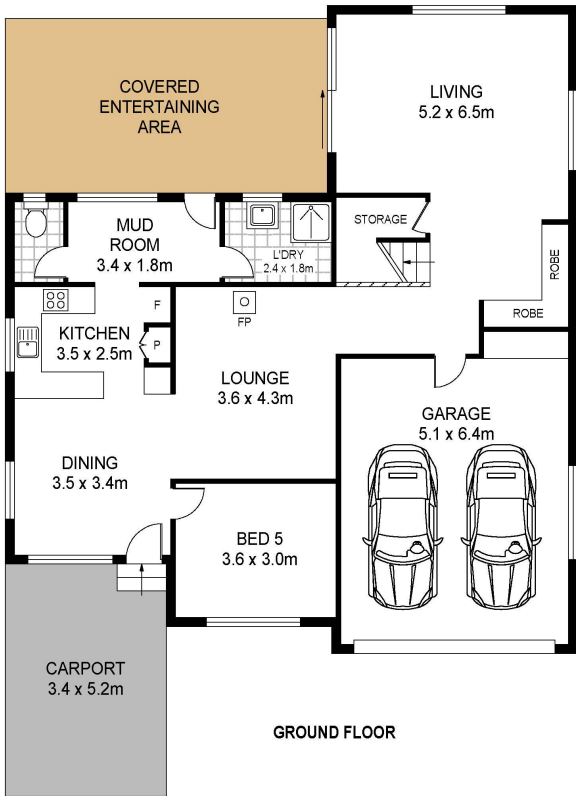 COVERED
ENTERTAINING
AREA
LIVING
5.2 x 6.5m
STORAGE
MUD
ROOM
3.4 x 1.8m
L'DRY
2.4 x 1.8m
ROBE
ROBE
F
FP
KITCHEN
3.5 x 2.5m
P
LOUNGE
3.6 x 4.3m
GARAGE
5.1 x 6.4m
DINING
3.5 x 3.4m
BED 5
3.6 x 3.0m
CARPORT
3.4 x 5.2m
GROUND FLOOR